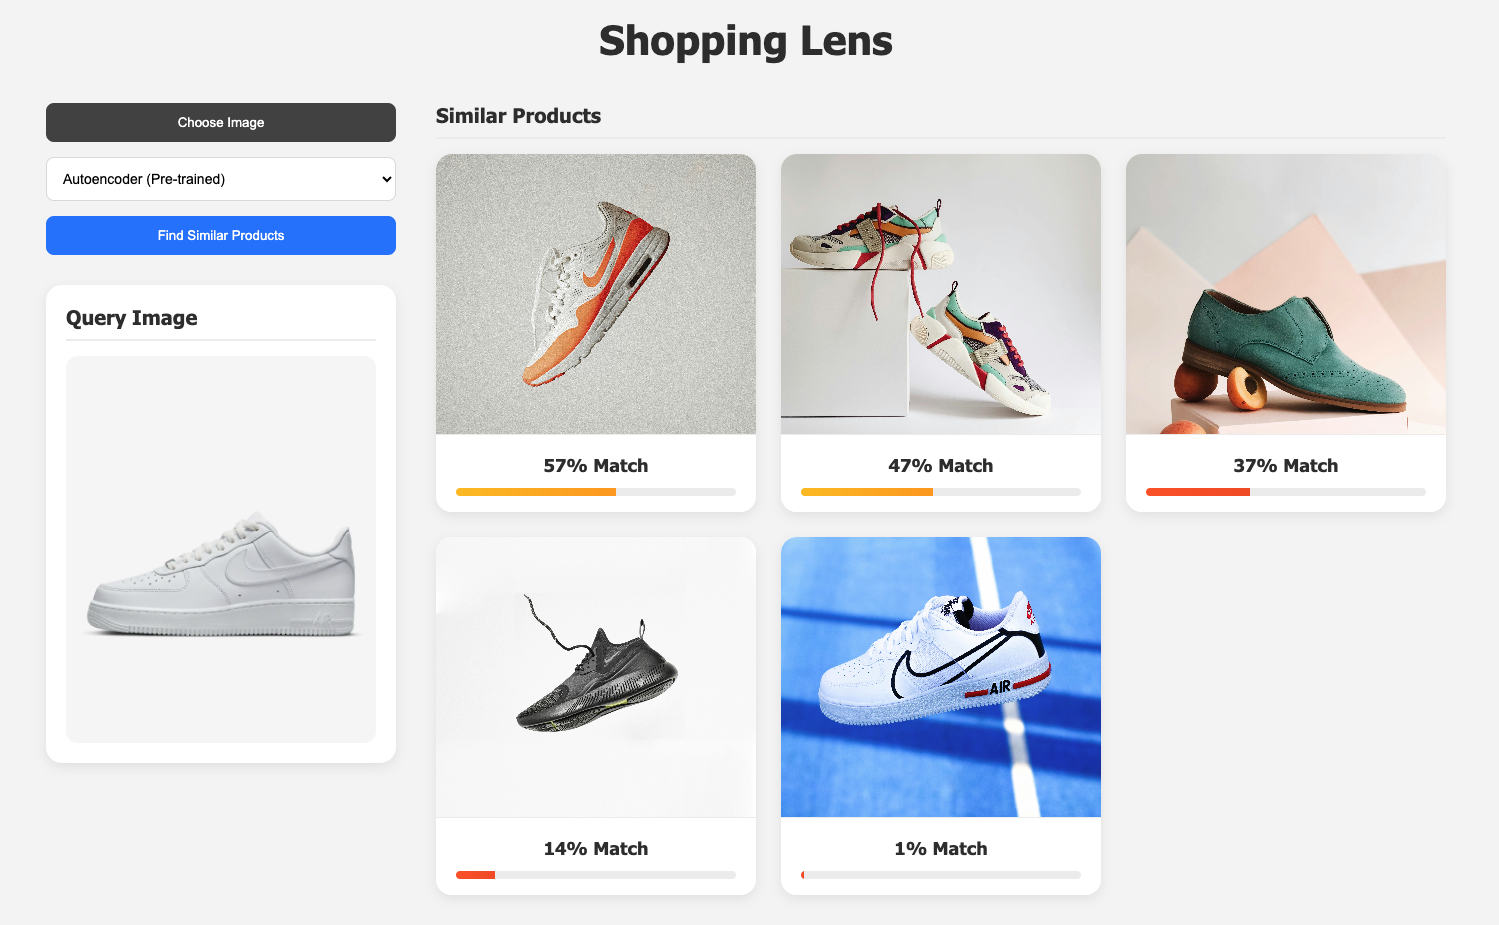 Shopping Lens
Choose Image
Autoencoder (Pre-trained)
Find Similar Products
Query Image
Similar Products
57% Match
47% Match
37% Match
14% Match
AIR
1% Match